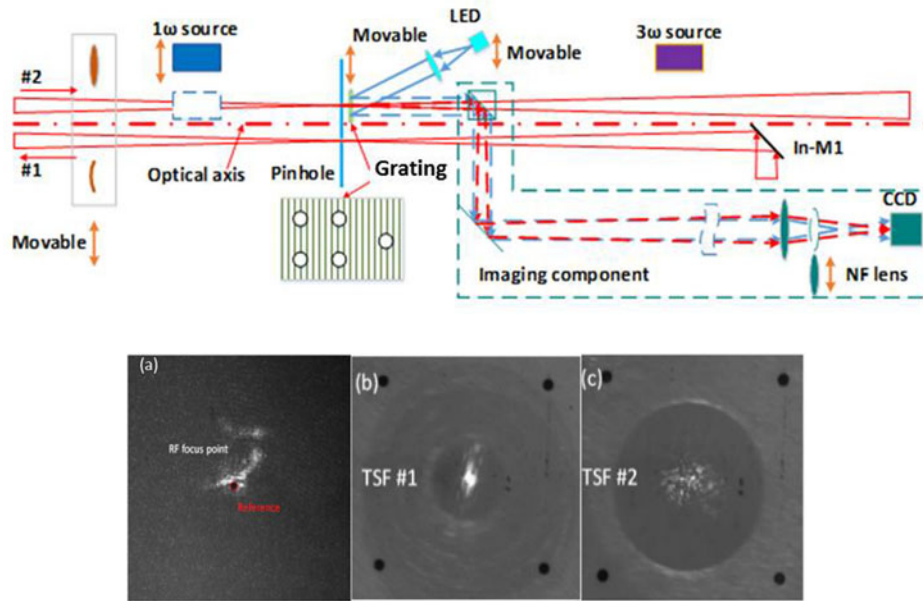 LED
1ω source
Movable
Movable
3ω source
#2
#1
Optical axis
Pinhole
Grating
In-M1
CCD
Movable
Imaging component
NF lens
(a)
RF focus point
Reference
(b)
TSF #1
(c)
TSF #2